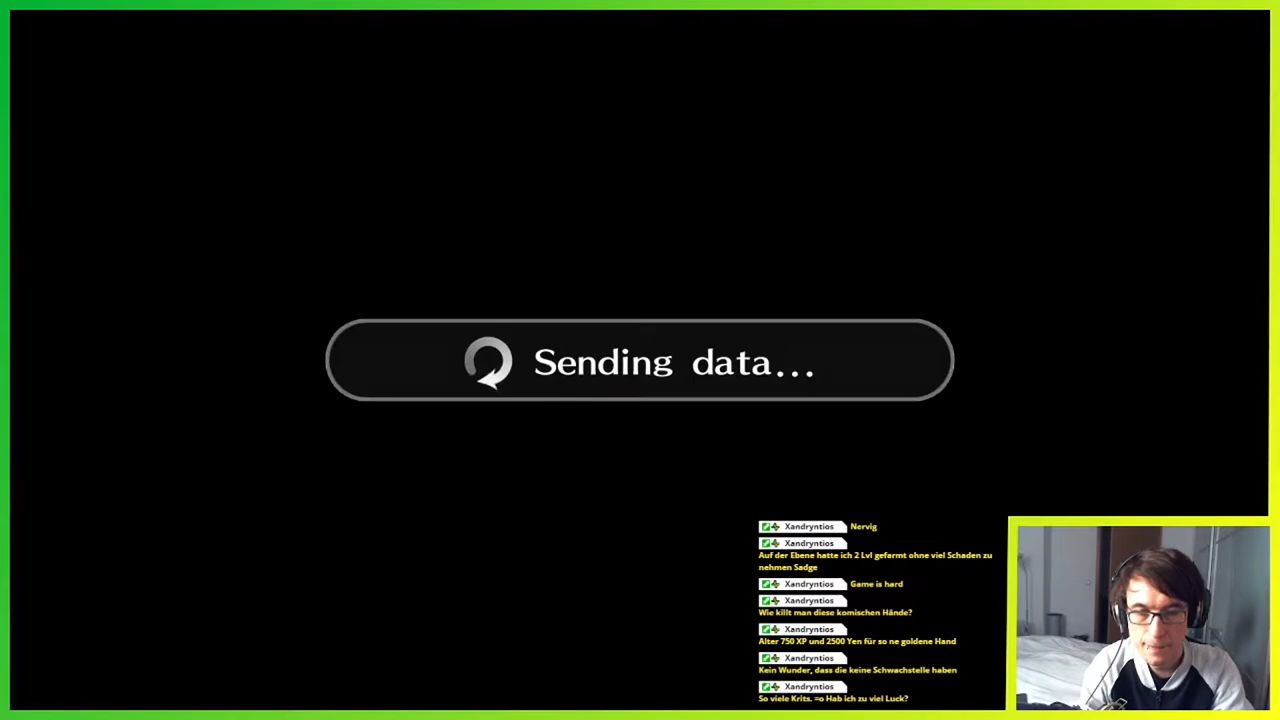 Sending data...
Xandryntios Nervig
Xandryntios
Auf der Ebene hatte ich 2 Lvl gefarmt ohne viel Schaden zu
nehmen Sadge
Xandryntios Game is hard
Xandryntios
Wie killt man diese komischen Hände?
Xandryntios
Alter 750 XP und 2500 Yen für so ne goldene Hand
Xandryntios
Kein Wunder, dass die keine Schwachstelle haben
Xandryntios
So viele Krits. =o Hab ich zu viel Luck?